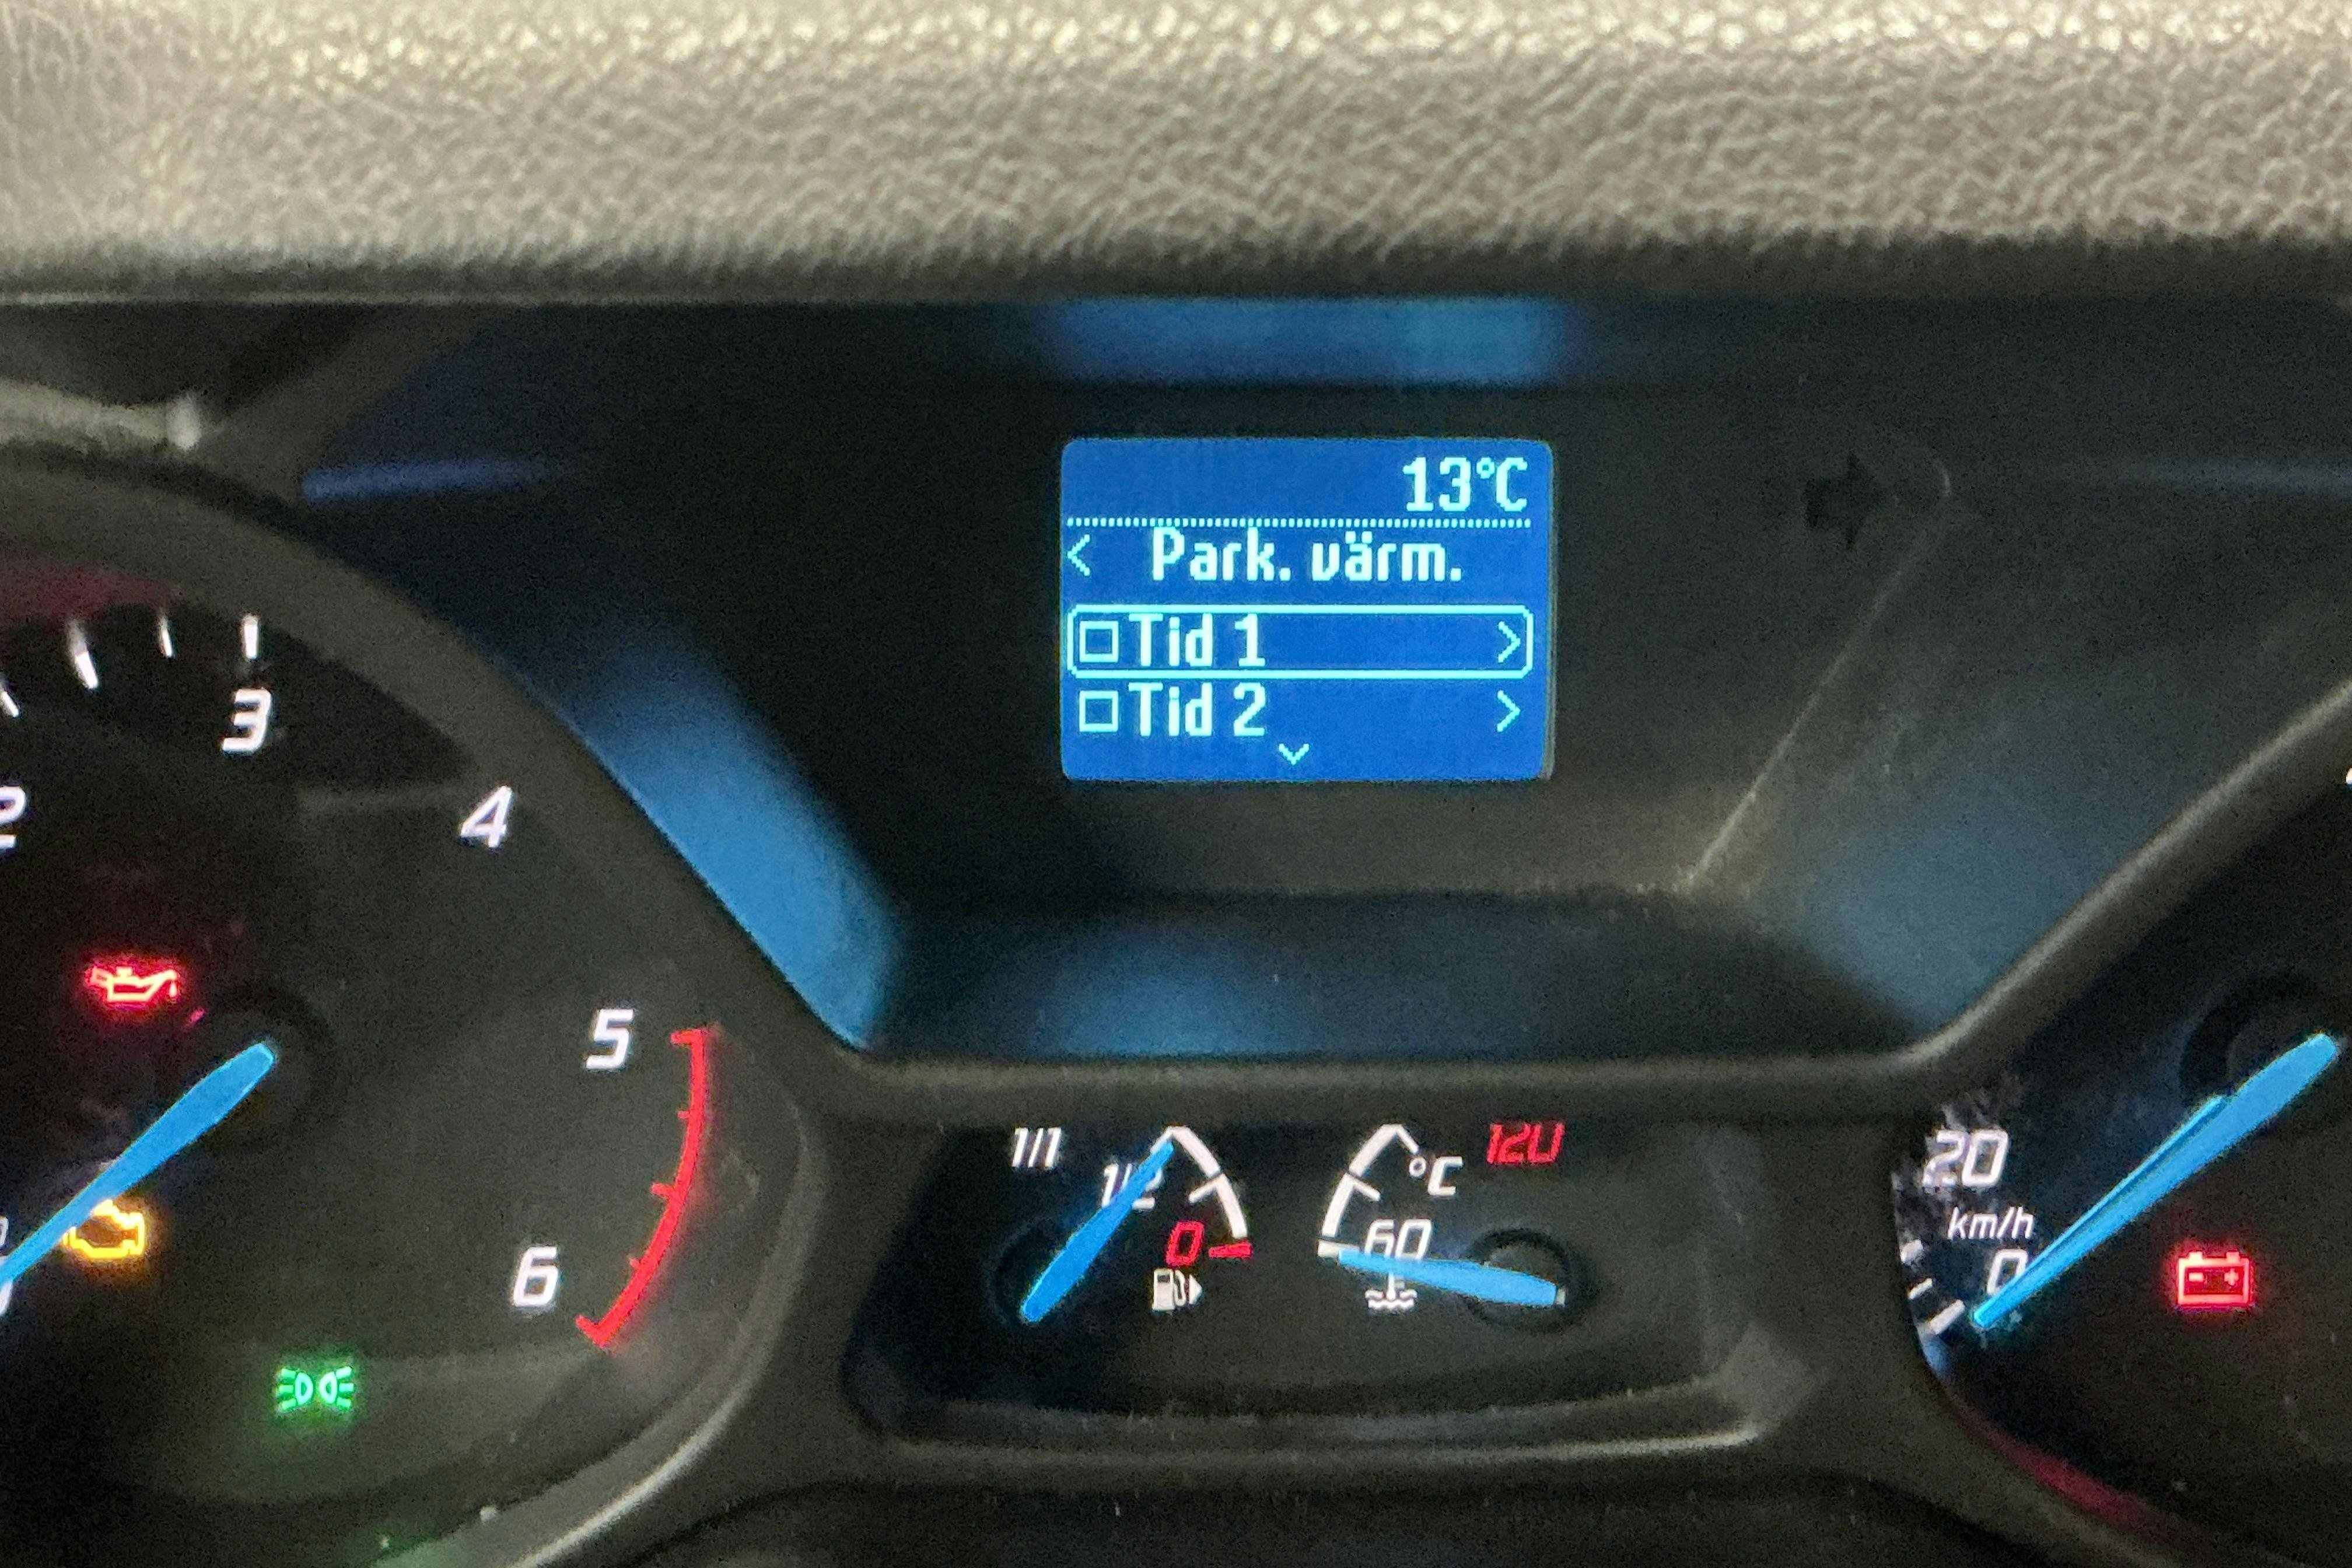 13°C
< Park. värm.
Tid 1 >
Tid 2 >
3
2
4
5
6
1/1
1/2
0
°C
120
60
20
km/h
0